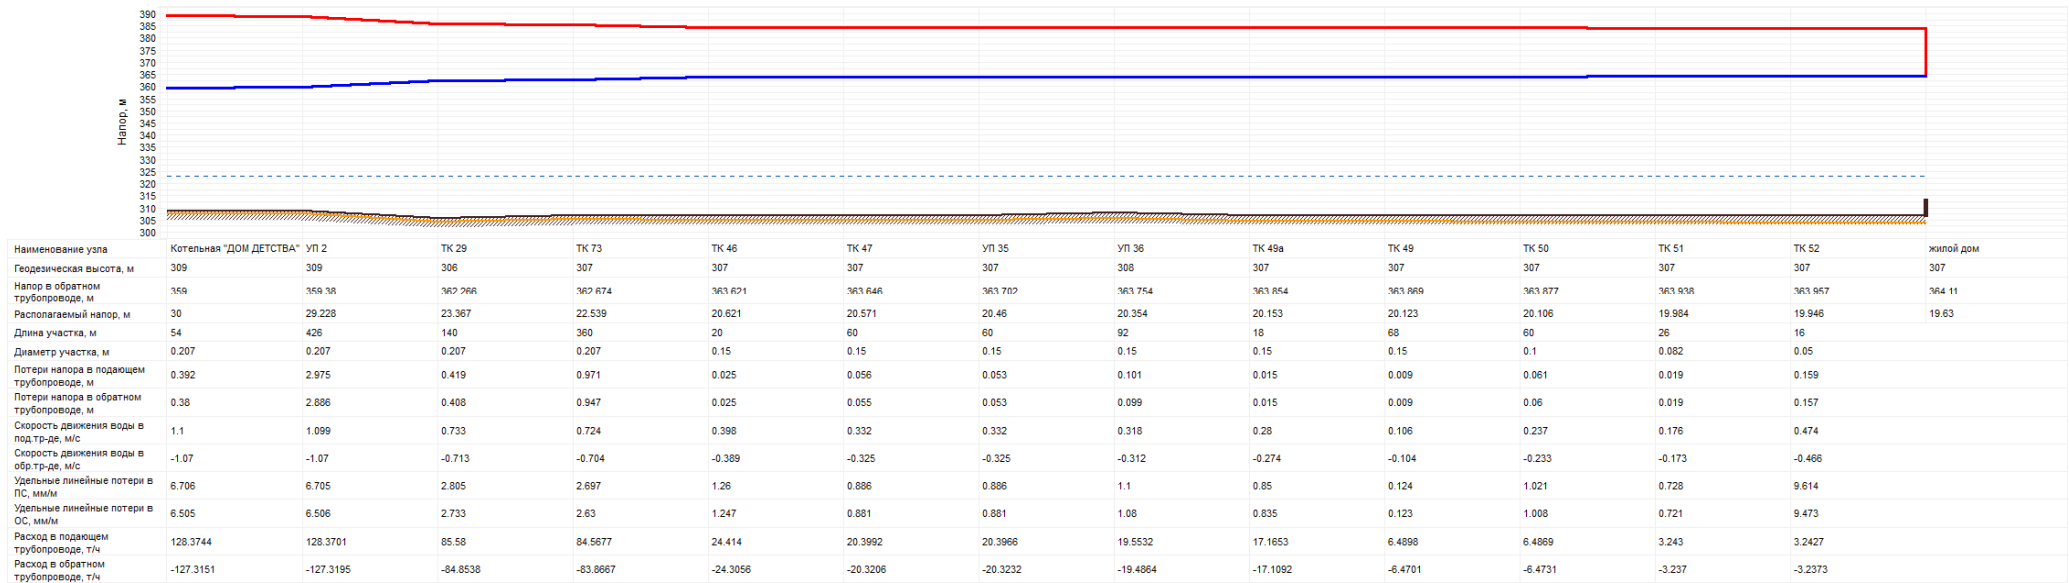 Напор, м
390
385
380
375
370
365
360
355
350
345
340
335
330
325
320
315
310
305
300
Наименование узла Котельная "ДОМ ДЕТСТВА" УП 2 ТК 29 ТК 73 ТК 46 ТК 47 УП 35 УП 36 ТК 49а ТК 49 ТК 50 ТК 51 ТК 52 жилой дом
Геодезическая высота, м 309 309 306 307 307 307 307 308 307 307 307 307 307 307
Напор в обратном
трубопроводе, м 359 359.38 362.266 362.674 363.621 363.646 363.702 363.754 363.854 363.869 363.877 363.938 363.957 364.11
Располагаемый напор, м 30 29.228 23.367 22.539 20.621 20.571 20.46 20.354 20.153 20.123 20.106 19.984 19.946 19.63
Длина участка, м 54 426 140 360 20 60 60 92 18 68 60 26 16
Диаметр участка, м 0.207 0.207 0.207 0.207 0.15 0.15 0.15 0.15 0.15 0.15 0.1 0.082 0.05
Потери напора в подающем
трубопроводе, м 0.392 2.975 0.419 0.971 0.025 0.056 0.053 0.101 0.015 0.009 0.061 0.019 0.159
Потери напора в обратном
трубопроводе, м 0.38 2.886 0.408 0.947 0.025 0.055 0.053 0.099 0.015 0.009 0.06 0.019 0.157
Скорость движения воды в
под.тр-де, м/с 1.1 1.099 0.733 0.724 0.398 0.332 0.332 0.318 0.28 0.106 0.237 0.176 0.474
Скорость движения воды в
обр.тр-де, м/с -1.07 -1.07 -0.713 -0.704 -0.389 -0.325 -0.325 -0.312 -0.274 -0.104 -0.233 -0.173 -0.466
Удельные линейные потери в
ПС, мм/м 6.706 6.705 2.805 2.697 1.26 0.886 0.886 1.1 0.85 0.124 1.021 0.728 9.614
Удельные линейные потери в
ОС, мм/м 6.505 6.506 2.733 2.63 1.247 0.881 0.881 1.08 0.835 0.123 1.008 0.721 9.473
Расход в подающем
трубопроводе, т/ч 128.3744 128.3701 85.58 84.5677 24.414 20.3992 20.3966 19.5532 17.1653 6.4898 6.4869 3.243 3.2427
Расход в обратном
трубопроводе, т/ч -127.3151 -127.3195 -84.8538 -83.8667 -24.3056 -20.3206 -20.3232 -19.4864 -17.1092 -6.4701 -6.4731 -3.237 -3.2373